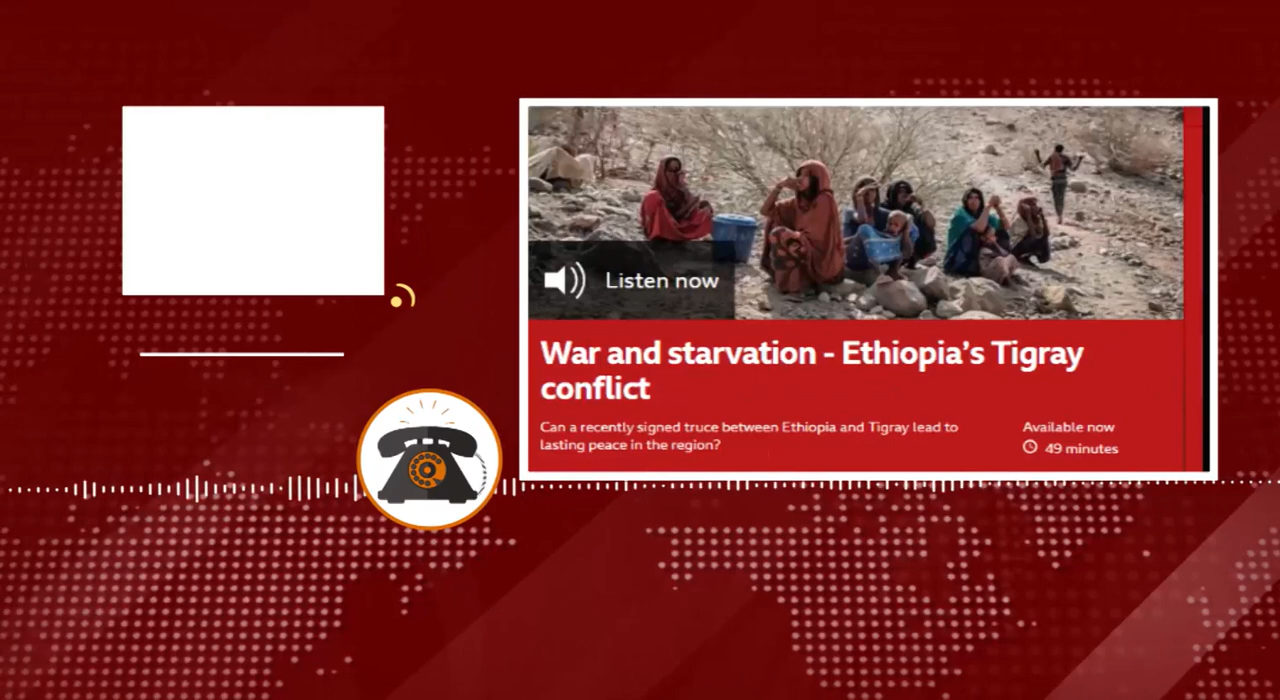 Listen now
War and starvation - Ethiopia's Tigray
conflict
Can a recently signed truce between Ethiopia and Tigray lead to
lasting peace in the region?
Available now
49 minutes